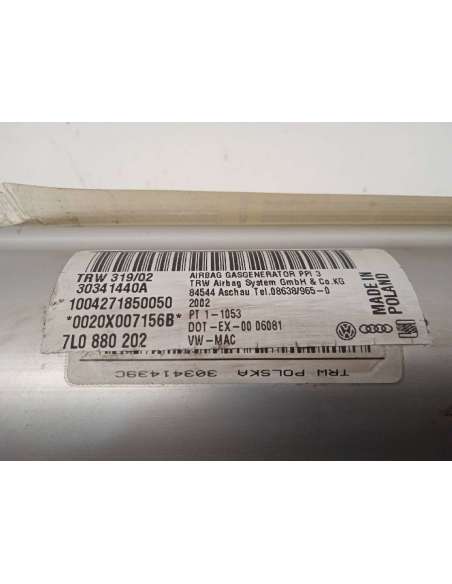 TRW 319/02
30341440A
1004271850050
*0020X007156B*
7L0 880 202
AIRBAG GASGENERATOR PPI 3
TRW Airbag System GmbH & Co.KG
84544 Aschau Tel.08638/965-0
2002
PT 1-1053
DOT-EX-00 06081
VW-MAC
MADE IN
POLAND
TRW POLSKA 30341439C